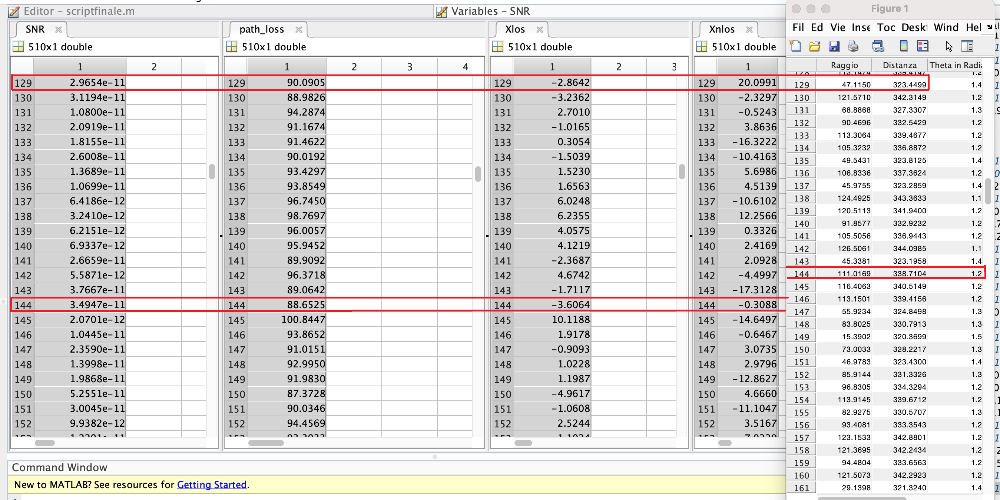 Editor – scriptfinale.m
Variables – SNR
Figure 1
Fil Ed Vie Inse Toc Deskt Wind Hel
SNR
path_loss
Xlos
Xnlos
510x1 double
510x1 double
510x1 double
510x1 double
1 2
1 2 3 4
1 2 3
1
Raggio Distanza Theta in Radia
129 2.9654e-11 129 90.0905 129 -2.8642 129 20.0991
130 3.1194e-11 130 88.9826 130 -3.2362 130 -2.3297
131 1.0800e-11 131 94.2874 131 2.7010 131 -0.5243
132 2.0919e-11 132 91.1674 132 -1.0165 132 3.8636
133 1.8155e-11 133 91.4622 133 0.3054 133 -16.3222
134 2.6008e-11 134 90.0192 134 -1.5039 134 -10.4163
135 1.3689e-11 135 93.4297 135 1.5230 135 5.6986
136 1.0699e-11 136 93.8549 136 1.6563 136 4.5139
137 6.4186e-12 137 96.7450 137 6.0248 137 -10.6102
138 3.2410e-12 138 98.7697 138 6.2355 138 12.2566
139 6.2151e-12 139 96.0057 139 4.0575 139 0.3326
140 6.9337e-12 140 95.9452 140 4.1219 140 2.4169
141 2.6659e-11 141 89.9092 141 -2.3687 141 2.0928
142 5.5871e-12 142 96.3718 142 4.6742 142 -4.4997
143 3.7667e-11 143 89.0642 143 -1.7117 143 -17.3128
144 3.4947e-11 144 88.6525 144 -3.6064 144 -0.3088
145 2.0701e-12 145 100.8447 145 10.1188 145 -14.6497
146 1.0445e-11 146 93.8652 146 1.9178 146 -0.6467
147 2.3590e-11 147 91.0151 147 -0.9093 147 3.0735
148 1.3998e-11 148 92.9950 148 1.0228 148 2.9796
149 1.9868e-11 149 91.9830 149 1.1987 149 -12.8627
150 5.2551e-11 150 87.3728 150 -4.9617 150 4.6660
151 3.0045e-11 151 90.0346 151 -1.0608 151 -11.1047
152 9.9382e-12 152 94.4569 152 2.5244 152 3.5167
129 47.1150 323.4499 1.4
130 121.5710 342.3149 1.2
131 68.8868 327.3307 1.3
132 90.4696 332.5429 1.2
133 113.3064 339.4677 1.2
134 105.3232 336.8872 1.2
135 49.5431 323.8125 1.4
136 106.8336 337.3624 1.2
137 45.9755 323.2859 1.4
138 124.4925 343.3633 1.1
139 120.5113 341.9400 1.2
140 91.8577 332.9232 1.2
141 105.5056 336.9443 1.2
142 126.5061 344.0985 1.1
143 45.3381 323.1958 1.4
144 111.0169 338.7104 1.2
145 116.4063 340.5149 1.2
146 113.1501 339.4156 1.2
147 55.9234 324.8498 1.3
148 83.8025 330.7913 1.3
149 15.3902 320.3699 1.5
150 73.0033 328.2217 1.3
151 46.9783 323.4300 1.4
152 85.9144 331.3326 1.3
153 96.8305 334.3294 1.2
154 113.9145 339.6712 1.2
155 82.9275 330.5707 1.3
156 93.4081 333.3543 1.2
157 123.1533 342.8801 1.2
158 121.3695 342.2434 1.2
159 94.4804 333.6563 1.2
160 121.5073 342.2923 1.2
161 29.1398 321.3240 1.4
Command Window
New to MATLAB? See resources for Getting Started.